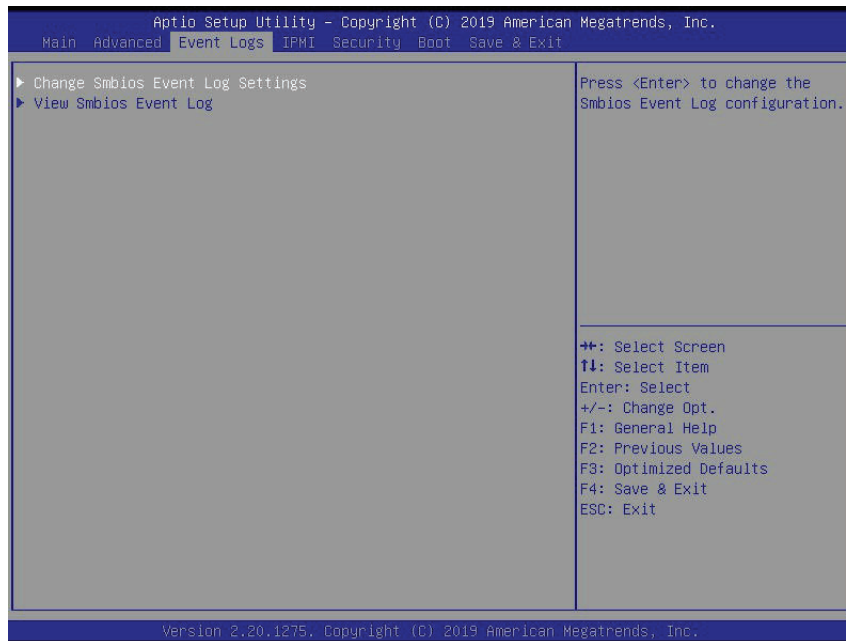 Aptio Setup Utility – Copyright (C) 2019 American Megatrends, Inc.
Main Advanced Event Logs IPMI Security Boot Save & Exit
▶ Change Smbios Event Log Settings
▶ View Smbios Event Log
Press <Enter> to change the
Smbios Event Log configuration.
→←: Select Screen
↑↓: Select Item
Enter: Select
+/-: Change Opt.
F1: General Help
F2: Previous Values
F3: Optimized Defaults
F4: Save & Exit
ESC: Exit
Version 2.20.1275. Copyright (C) 2019 American Megatrends, Inc.